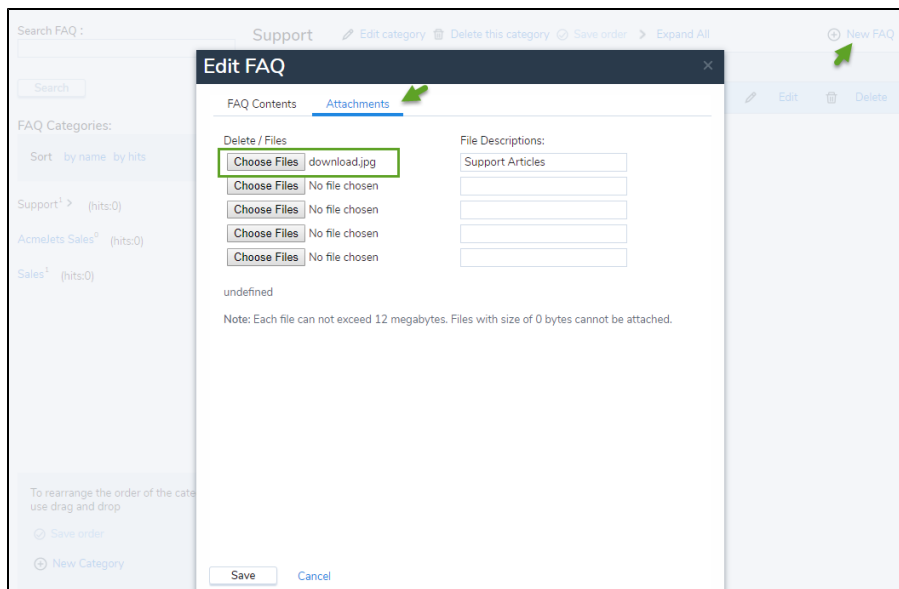 Search FAQ :
Support Edit category Delete this category Save order Expand All New FAQ
Search
Edit Delete
FAQ Categories:
Sort by name by hits
Support¹ (hits:0)
AcmeJets Sales⁰ (hits:0)
Sales² (hits:0)
To rearrange the order of the cate
use drag and drop
Save order
New Category
Edit FAQ
FAQ Contents Attachments
Delete / Files File Descriptions:
Choose Files download.jpg Support Articles
Choose Files No file chosen
Choose Files No file chosen
Choose Files No file chosen
Choose Files No file chosen
undefined
Note: Each file can not exceed 12 megabytes. Files with size of 0 bytes cannot be attached.
Save Cancel